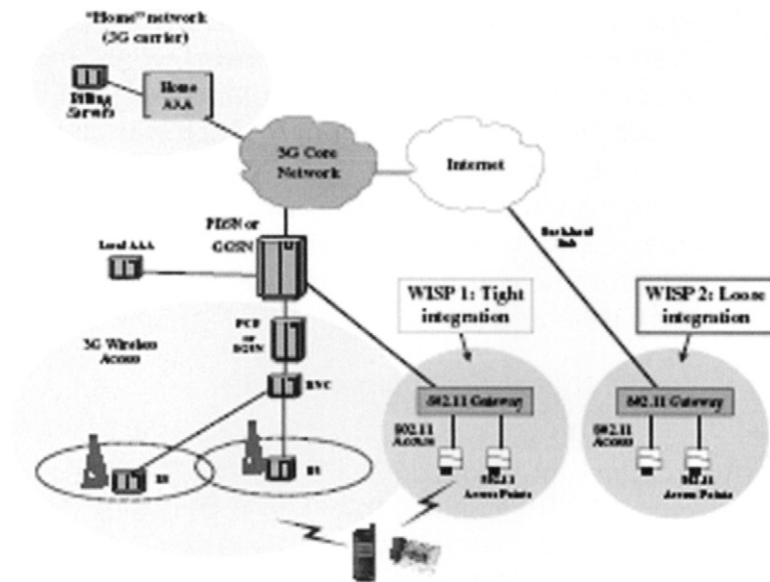 "Home" network
(3G carrier)
Home
AAA
Billing
Servers
3G Core
Network
Internet
PDSN or
GGSN
Local AAA
Backhaul
link
WISP 1: Tight
integration
WISP 2: Loose
integration
PCF
or
SGSN
3G Wireless
Access
RNC
802.11 Gateway
802.11 Gateway
802.11
Access
802.11
Access
BS
BS
802.11
Access Points
802.11
Access Points